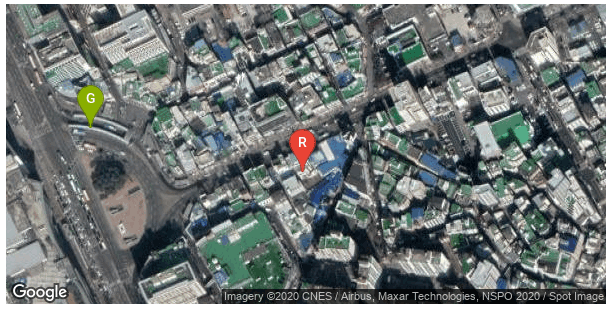 G
R
Google
Imagery ©2020 CNES / Airbus, Maxar Technologies, NSPO 2020 / Spot Image